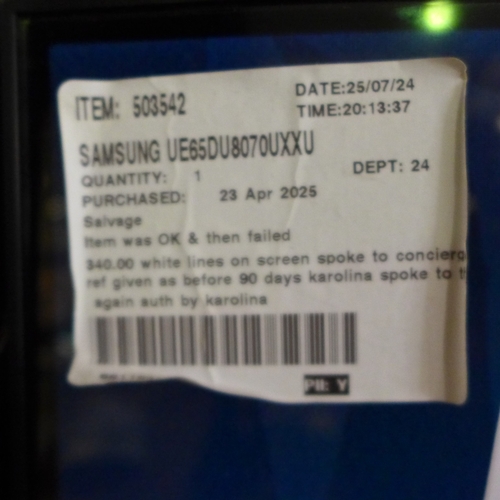 ITEM: 503542
DATE:25/07/24
TIME:20:13:37
SAMSUNG UE65DU8070UXXU
QUANTITY: 1
DEPT: 24
PURCHASED: 23 Apr 2025
Salvage
Item was OK & then failed
340.00 white lines on screen spoke to concierg
ref given as before 90 days karolina spoke to t
again auth by karolina
PII: Y